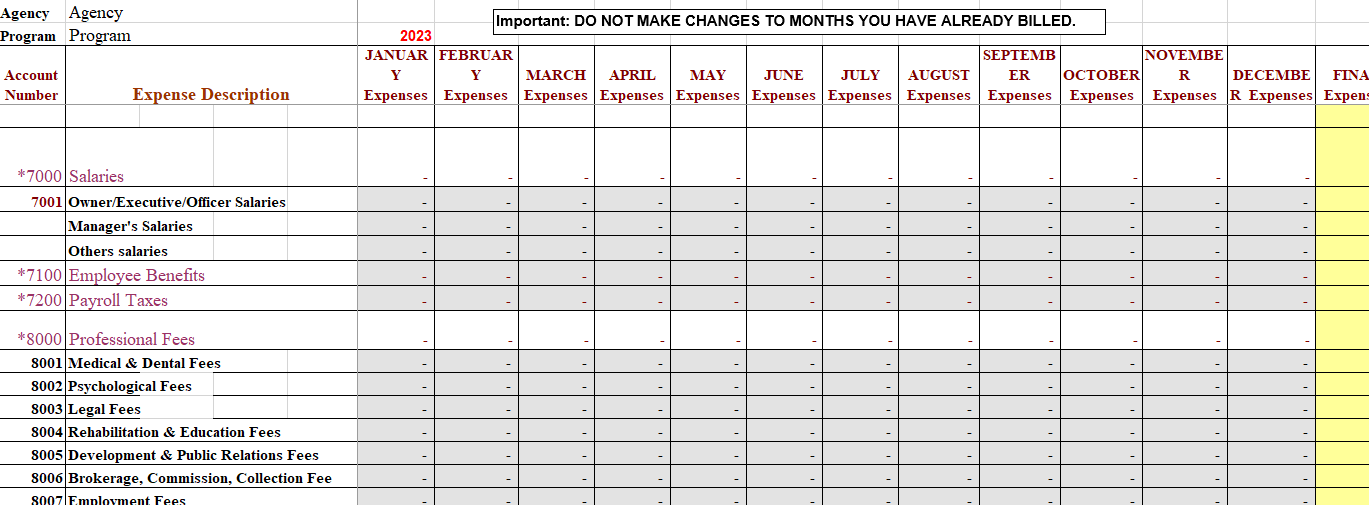 Agency Agency
Important: DO NOT MAKE CHANGES TO MONTHS YOU HAVE ALREADY BILLED.
Program Program 2023
Account Number Expense Description JANUARY Expenses FEBRUARY Expenses MARCH Expenses APRIL Expenses MAY Expenses JUNE Expenses JULY Expenses AUGUST Expenses SEPTEMBER Expenses OCTOBER Expenses NOVEMBER Expenses DECEMBER Expenses FINA Expens
*7000 Salaries - - - - - - - - - - - -
7001 Owner/Executive/Officer Salaries - - - - - - - - - - - -
Manager's Salaries - - - - - - - - - - - -
Others salaries - - - - - - - - - - - -
*7100 Employee Benefits - - - - - - - - - - - -
*7200 Payroll Taxes - - - - - - - - - - - -
*8000 Professional Fees - - - - - - - - - - - -
8001 Medical & Dental Fees - - - - - - - - - - - -
8002 Psychological Fees - - - - - - - - - - - -
8003 Legal Fees - - - - - - - - - - - -
8004 Rehabilitation & Education Fees - - - - - - - - - - - -
8005 Development & Public Relations Fees - - - - - - - - - - - -
8006 Brokerage, Commission, Collection Fee - - - - - - - - - - - -
8007 Employment Fees - - - - - - - - - - - -